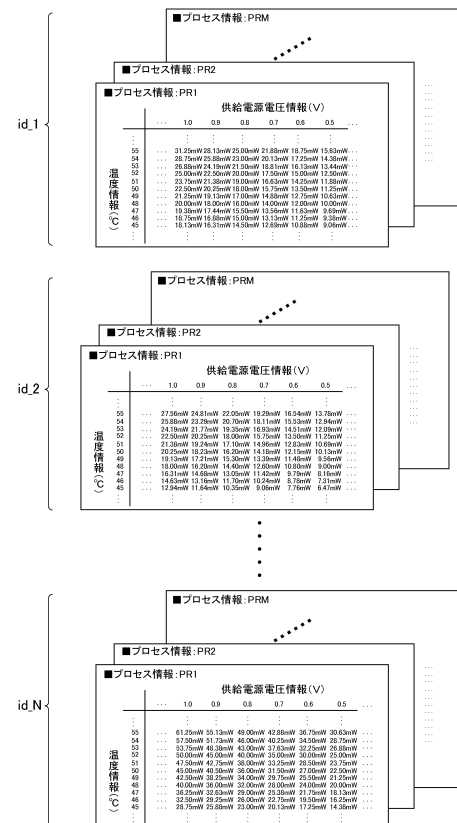 id_1
■プロセス情報:PRM
■プロセス情報:PR2
■プロセス情報:PR1
供給電源電圧情報(V)
温度情報(℃)
··· 1.0 0.9 0.8 0.7 0.6 0.5 ···
55 ··· 31.25mW 28.13mW 25.00mW 21.88mW 18.75mW 15.63mW ···
54 ··· 28.75mW 25.88mW 23.00mW 20.13mW 17.25mW 14.38mW ···
53 ··· 26.88mW 24.19mW 21.50mW 18.81mW 16.13mW 13.44mW ···
52 ··· 25.00mW 22.50mW 20.00mW 17.50mW 15.00mW 12.50mW ···
51 ··· 23.75mW 21.38mW 19.00mW 16.63mW 14.25mW 11.88mW ···
50 ··· 22.50mW 20.25mW 18.00mW 15.75mW 13.50mW 11.25mW ···
49 ··· 21.25mW 19.13mW 17.00mW 14.88mW 12.75mW 10.63mW ···
48 ··· 20.00mW 18.00mW 16.00mW 14.00mW 12.00mW 10.00mW ···
47 ··· 19.38mW 17.44mW 15.50mW 13.56mW 11.63mW 9.69mW ···
46 ··· 18.75mW 16.88mW 15.00mW 13.13mW 11.25mW 9.38mW ···
45 ··· 18.13mW 16.31mW 14.50mW 12.69mW 10.88mW 9.06mW ···
id_2
■プロセス情報:PRM
■プロセス情報:PR2
■プロセス情報:PR1
供給電源電圧情報(V)
温度情報(℃)
··· 1.0 0.9 0.8 0.7 0.6 0.5 ···
55 ··· 27.56mW 24.81mW 22.05mW 19.29mW 16.54mW 13.78mW ···
54 ··· 25.88mW 23.29mW 20.70mW 18.11mW 15.53mW 12.94mW ···
53 ··· 24.19mW 21.77mW 19.35mW 16.93mW 14.51mW 12.09mW ···
52 ··· 22.50mW 20.25mW 18.00mW 15.75mW 13.50mW 11.25mW ···
51 ··· 21.38mW 19.24mW 17.10mW 14.96mW 12.83mW 10.69mW ···
50 ··· 20.25mW 18.23mW 16.20mW 14.18mW 12.15mW 10.13mW ···
49 ··· 19.13mW 17.21mW 15.30mW 13.39mW 11.48mW 9.56mW ···
48 ··· 18.00mW 16.20mW 14.40mW 12.60mW 10.80mW 9.00mW ···
47 ··· 16.31mW 14.68mW 13.05mW 11.42mW 9.79mW 8.16mW ···
46 ··· 14.63mW 13.16mW 11.70mW 10.24mW 8.78mW 7.31mW ···
45 ··· 12.94mW 11.64mW 10.35mW 9.06mW 7.76mW 6.47mW ···
id_N
■プロセス情報:PRM
■プロセス情報:PR2
■プロセス情報:PR1
供給電源電圧情報(V)
温度情報(℃)
··· 1.0 0.9 0.8 0.7 0.6 0.5 ···
55 ··· 61.25mW 55.13mW 49.00mW 42.88mW 36.75mW 30.63mW ···
54 ··· 57.50mW 51.73mW 46.00mW 40.25mW 34.50mW 28.75mW ···
53 ··· 53.75mW 48.38mW 43.00mW 37.63mW 32.25mW 26.88mW ···
52 ··· 50.00mW 45.00mW 40.00mW 35.00mW 30.00mW 25.00mW ···
51 ··· 47.50mW 42.75mW 38.00mW 33.25mW 28.50mW 23.75mW ···
50 ··· 45.00mW 40.50mW 36.00mW 31.50mW 27.00mW 22.50mW ···
49 ··· 42.50mW 38.25mW 34.00mW 29.75mW 25.50mW 21.25mW ···
48 ··· 40.00mW 36.00mW 32.00mW 28.00mW 24.00mW 20.00mW ···
47 ··· 36.25mW 32.63mW 29.00mW 25.38mW 21.75mW 18.13mW ···
46 ··· 32.50mW 29.25mW 26.00mW 22.75mW 19.50mW 16.25mW ···
45 ··· 28.75mW 25.88mW 23.00mW 20.13mW 17.25mW 14.38mW ···